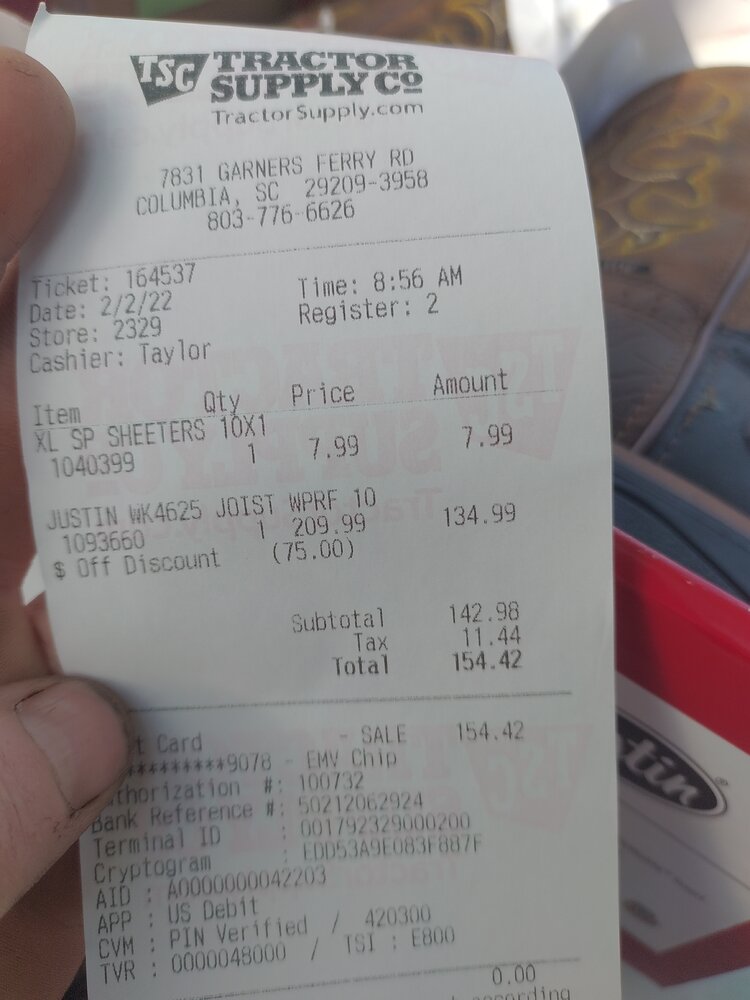 TSC TRACTOR
SUPPLY CO
TractorSupply.com
7831 GARNERS FERRY RD
COLUMBIA, SC 29209-3958
803-776-6626
Ticket: 164537
Date: 2/2/22 Time: 8:56 AM
Store: 2329 Register: 2
Cashier: Taylor
Item Qty Price Amount
XL SP SHEETERS 10X1
1040399 1 7.99 7.99
JUSTIN WK4625 JOIST WPRF 10
1093660 1 209.99 134.99
$ Off Discount (75.00)
Subtotal 142.98
Tax 11.44
Total 154.42
t Card - SALE 154.42
*********9078 - EMV Chip
thorization #: 100732
Bank Reference #: 50212062924
Terminal ID : 001792329000200
Cryptogram : EDD53A9E083F887F
AID : A0000000042203
APP : US Debit
CVM : PIN Verified / 420300
TVR : 0000048000 / TSI : E800
0.00
according
tin